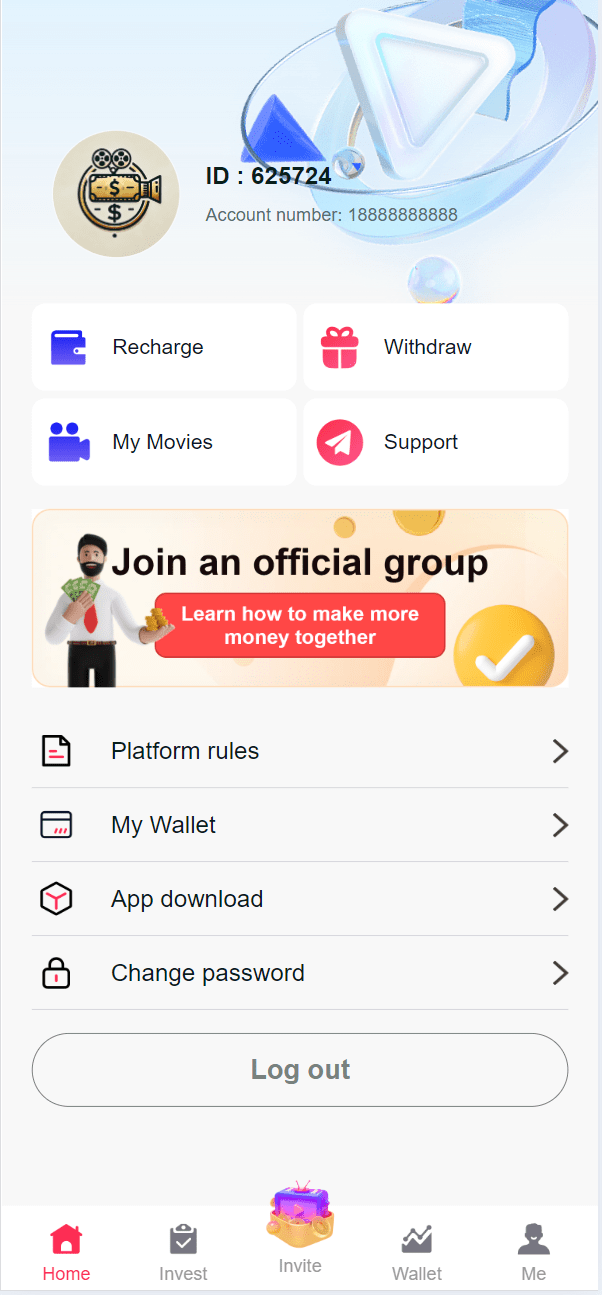 ID : 625724
Account number: 18888888888
Recharge
Withdraw
My Movies
Support
Join an official group
Learn how to make more
money together
Platform rules
My Wallet
App download
Change password
Log out
Home
Invest
Invite
Wallet
Me